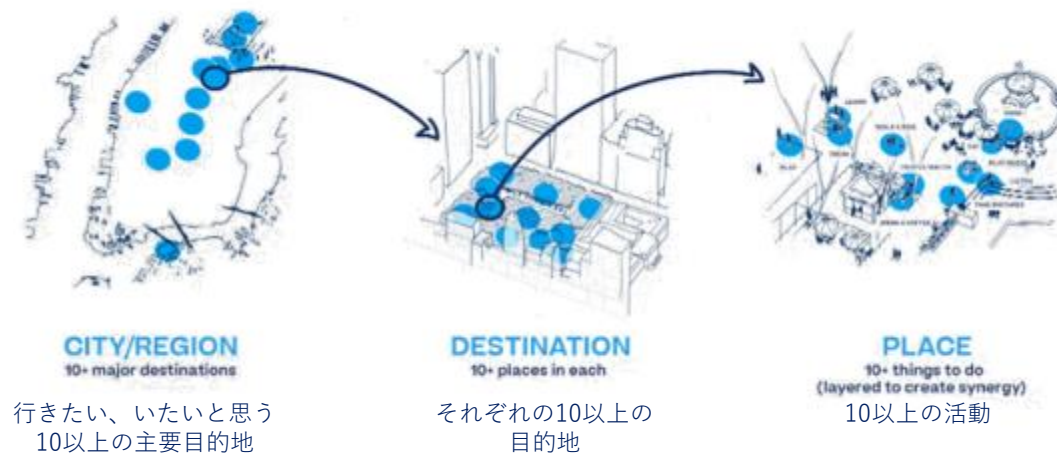 CITY/REGION
10+ major destinations
行きたい、いたいと思う
10以上の主要目的地
DESTINATION
10+ places in each
それぞれの10以上の
目的地
PLACE
10+ things to do
(layered to create synergy)
10以上の活動